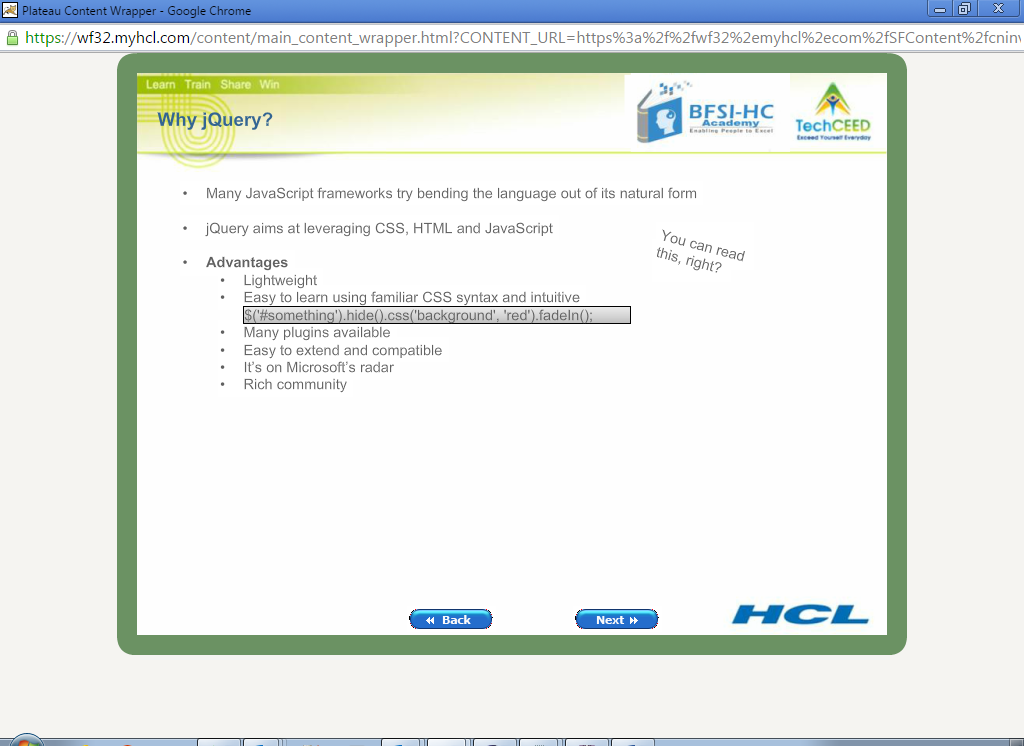 Plateau Content Wrapper - Google Chrome
https://wf32.myhcl.com/content/main_content_wrapper.html?CONTENT_URL=https%3a%2f%2fwf32%2emyhcl%2ecom%2fSFContent%2fcninv
Learn Train Share Win
Why jQuery?
BFSI-HC
Academy
Enabling People to Excel
TechCEED
Exceed Yourself Everyday
• Many JavaScript frameworks try bending the language out of its natural form
• jQuery aims at leveraging CSS, HTML and JavaScript
You can read
this, right?
• Advantages
• Lightweight
• Easy to learn using familiar CSS syntax and intuitive
$('#something').hide().css('background', 'red').fadeIn();
• Many plugins available
• Easy to extend and compatible
• It’s on Microsoft’s radar
• Rich community
Back
Next
HCL